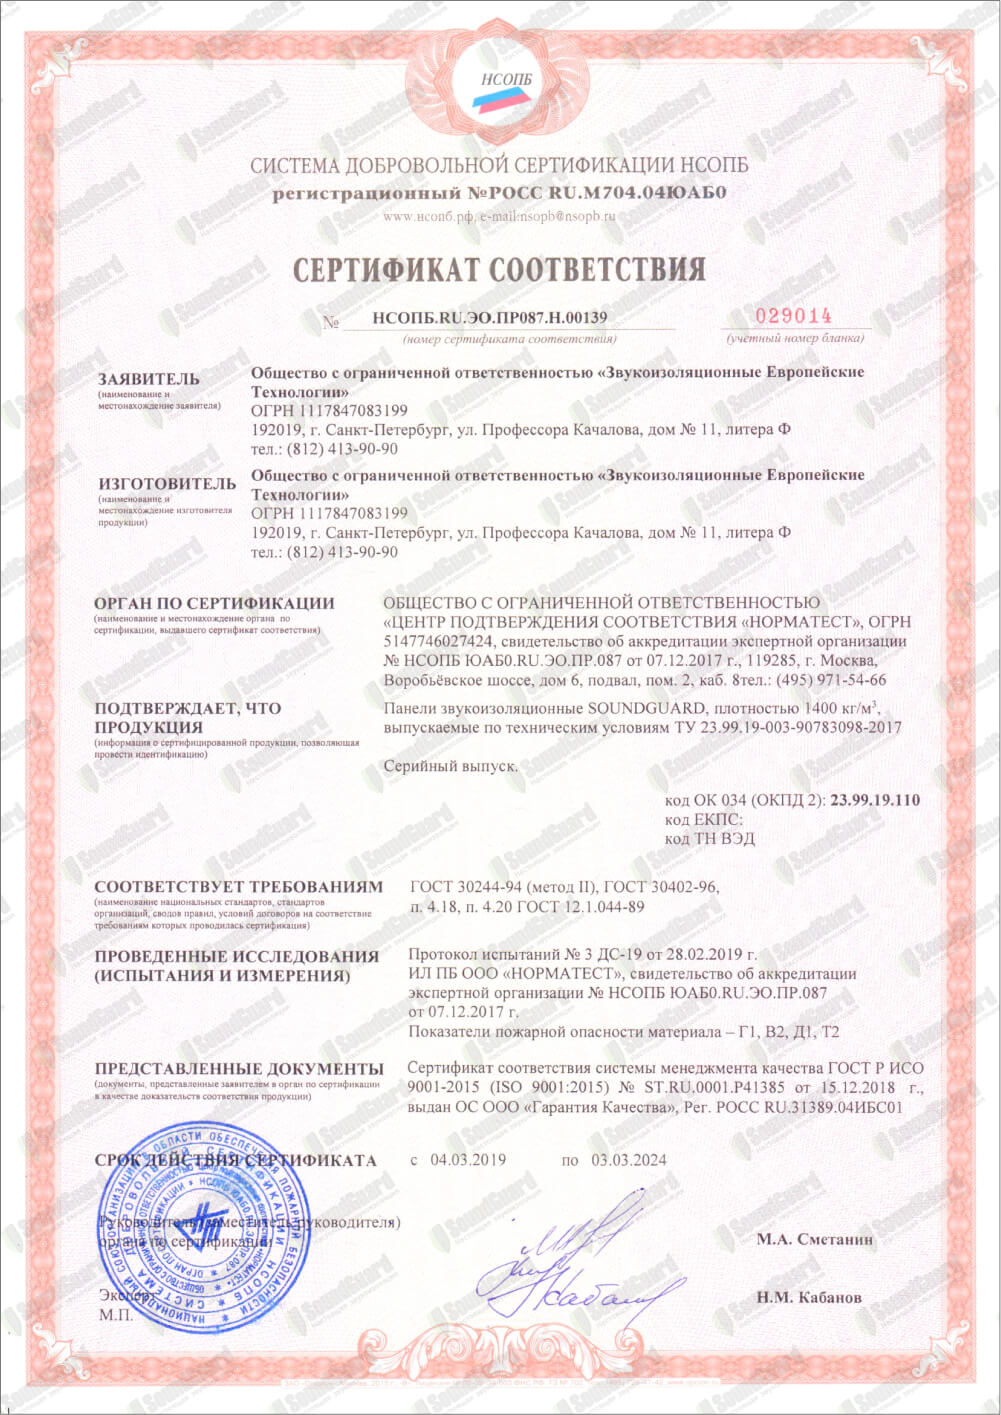 НСОПБ
СИСТЕМА ДОБРОВОЛЬНОЙ СЕРТИФИКАЦИИ НСОПБ
регистрационный №РОСС RU.М704.04ЮАБ0
www.нсопб.рф, e-mail:nsopb@nsopb.ru
СЕРТИФИКАТ СООТВЕТСТВИЯ
№ НСОПБ.RU.ЭО.ПР087.Н.00139 029014
(номер сертификата соответствия) (учетный номер бланка)
ЗАЯВИТЕЛЬ
(наименование и
местонахождение заявителя)
Общество с ограниченной ответственностью «Звукоизоляционные Европейские
Технологии»
ОГРН 1117847083199
192019, г. Санкт-Петербург, ул. Профессора Качалова, дом № 11, литера Ф
тел.: (812) 413-90-90
ИЗГОТОВИТЕЛЬ
(наименование и
местонахождение изготовителя
продукции)
Общество с ограниченной ответственностью «Звукоизоляционные Европейские
Технологии»
ОГРН 1117847083199
192019, г. Санкт-Петербург, ул. Профессора Качалова, дом № 11, литера Ф
тел.: (812) 413-90-90
ОРГАН ПО СЕРТИФИКАЦИИ
(наименование и местонахождение органа по
сертификации, выдавшего сертификат соответствия)
ОБЩЕСТВО С ОГРАНИЧЕННОЙ ОТВЕТСТВЕННОСТЬЮ
«ЦЕНТР ПОДТВЕРЖДЕНИЯ СООТВЕТСТВИЯ «НОРМАТЕСТ», ОГРН
5147746027424, свидетельство об аккредитации экспертной организации
№ НСОПБ ЮАБ0.RU.ЭО.ПР.087 от 07.12.2017 г., 119285, г. Москва,
Воробьёвское шоссе, дом 6, подвал, пом. 2, каб. 8тел.: (495) 971-54-66
ПОДТВЕРЖДАЕТ, ЧТО
ПРОДУКЦИЯ
(информация о сертифицированной продукции, позволяющая
провести идентификацию)
Панели звукоизоляционные SOUNDGUARD, плотностью 1400 кг/м³,
выпускаемые по техническим условиям ТУ 23.99.19-003-90783098-2017
Серийный выпуск.
код ОК 034 (ОКПД 2): 23.99.19.110
код ЕКПС:
код ТН ВЭД
СООТВЕТСТВУЕТ ТРЕБОВАНИЯМ
(наименование национальных стандартов, стандартов
организаций, сводов правил, условий договоров на соответствие
требованиям которых проводилась сертификация)
ГОСТ 30244-94 (метод II), ГОСТ 30402-96,
п. 4.18, п. 4.20 ГОСТ 12.1.044-89
ПРОВЕДЕННЫЕ ИССЛЕДОВАНИЯ
(ИСПЫТАНИЯ И ИЗМЕРЕНИЯ)
Протокол испытаний № 3 ДС-19 от 28.02.2019 г.
ИЛ ПБ ООО «НОРМАТЕСТ», свидетельство об аккредитации
экспертной организации № НСОПБ ЮАБ0.RU.ЭО.ПР.087
от 07.12.2017 г.
Показатели пожарной опасности материала – Г1, В2, Д1, Т2
ПРЕДСТАВЛЕННЫЕ ДОКУМЕНТЫ
(документы, представленные заявителем в орган по сертификации
в качестве доказательств соответствия продукции)
Сертификат соответствия системы менеджмента качества ГОСТ Р ИСО
9001-2015 (ISO 9001:2015) № ST.RU.0001.P41385 от 15.12.2018 г.,
выдан ОС ООО «Гарантия Качества», Рег. РОСС RU.31389.04ИБС01
СРОК ДЕЙСТВИЯ СЕРТИФИКАТА с 04.03.2019 по 03.03.2024
Руководитель (заместитель руководителя)
органа по сертификации
М.А. Сметанин
Эксперт
Н.М. Кабанов
М.П.
SoundGuard